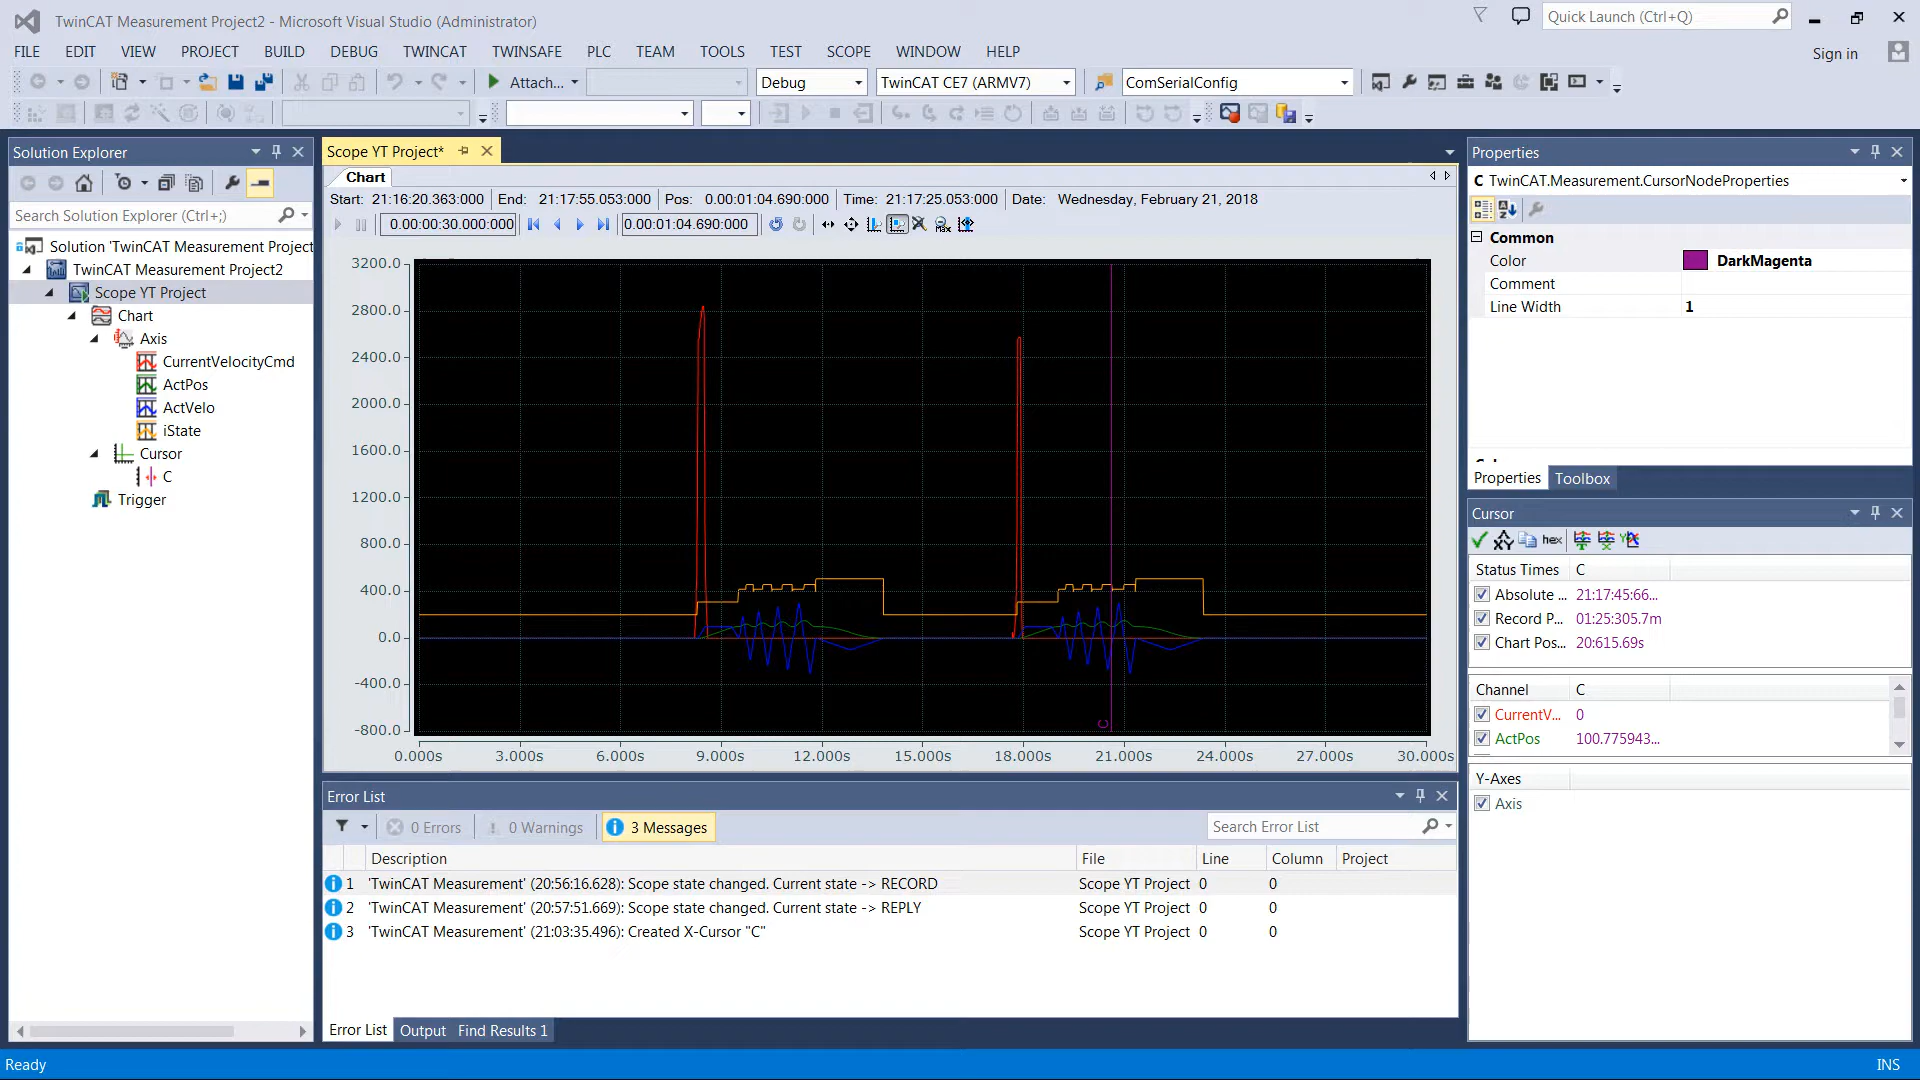 TwinCAT Measurement Project2 - Microsoft Visual Studio (Administrator)
Quick Launch (Ctrl+Q)
FILE EDIT VIEW PROJECT BUILD DEBUG TWINCAT TWINSAFE PLC TEAM TOOLS TEST SCOPE WINDOW HELP
Sign in
Attach... Debug TwinCAT CE7 (ARMV7) ComSerialConfig
Solution Explorer
Search Solution Explorer (Ctrl+;)
Solution 'TwinCAT Measurement Project
TwinCAT Measurement Project2
Scope YT Project
Chart
Axis
CurrentVelocityCmd
ActPos
ActVelo
iState
Cursor
C
Trigger
Scope YT Project*
Chart
Start: 21:16:20.363:000 End: 21:17:55.053:000 Pos: 0.00:01:04.690:000 Time: 21:17:25.053:000 Date: Wednesday, February 21, 2018
0.00:00:30.000:000 0.00:01:04.690:000
3200.0
2800.0
2400.0
2000.0
1600.0
1200.0
800.0
400.0
0.0
-400.0
-800.0
C
0.000s 3.000s 6.000s 9.000s 12.000s 15.000s 18.000s 21.000s 24.000s 27.000s 30.000s
Error List
0 Errors 0 Warnings 3 Messages
Search Error List
Description File Line Column Project
1 'TwinCAT Measurement' (20:56:16.628): Scope state changed. Current state -> RECORD Scope YT Project 0 0
2 'TwinCAT Measurement' (20:57:51.669): Scope state changed. Current state -> REPLY Scope YT Project 0 0
3 'TwinCAT Measurement' (21:03:35.496): Created X-Cursor "C" Scope YT Project 0 0
Error List Output Find Results 1
Properties
C TwinCAT.Measurement.CursorNodeProperties
Common
Color DarkMagenta
Comment
Line Width 1
Properties Toolbox
Cursor
hex
Status Times C
Absolute ... 21:17:45:66...
Record P... 01:25:305.7m
Chart Pos... 20:615.69s
Channel C
CurrentV... 0
ActPos 100.775943...
Y-Axes
Axis
Ready
INS